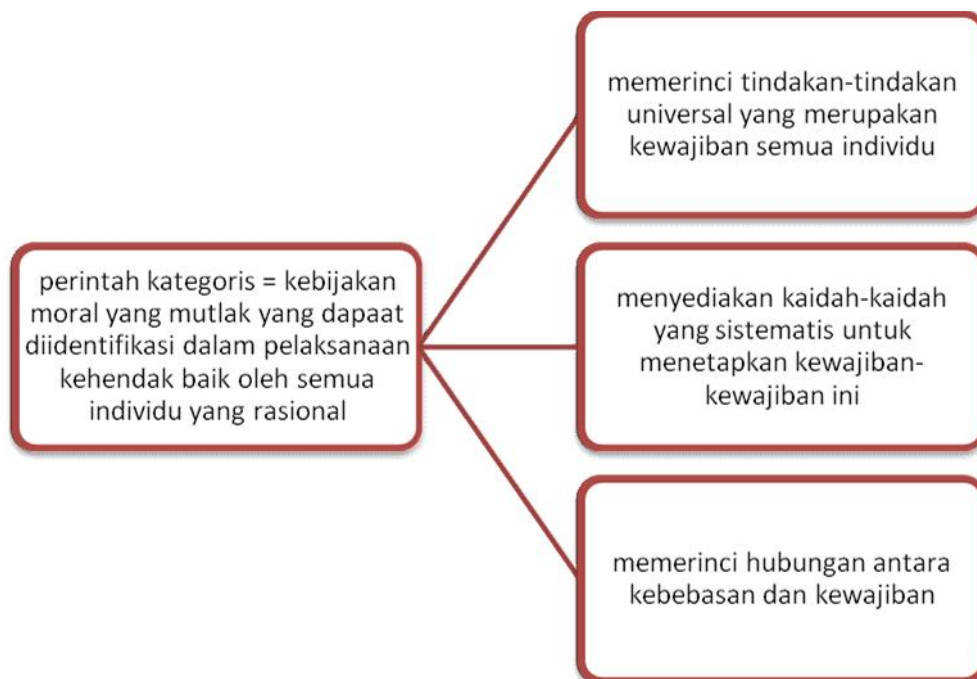 perintah kategoris = kebijakan
moral yang mutlak yang dapaat
diidentifikasi dalam pelaksanaan
kehendak baik oleh semua
individu yang rasional
memerinci tindakan-tindakan
universal yang merupakan
kewajiban semua individu
menyediakan kaidah-kaidah
yang sistematis untuk
menetapkan kewajiban-
kewajiban ini
memerinci hubungan antara
kebebasan dan kewajiban